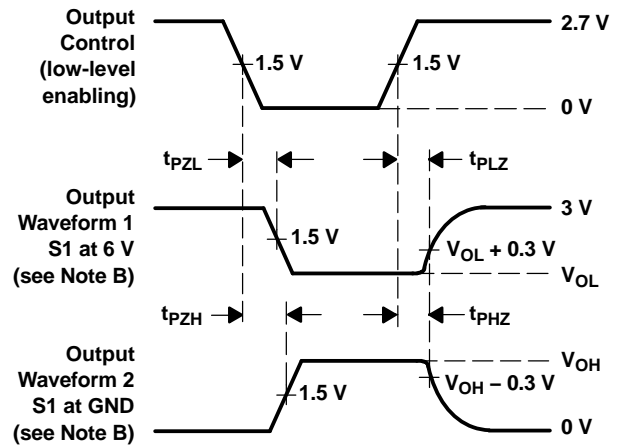 Output
Control
(low-level
enabling)
1.5 V
1.5 V
2.7 V
0 V
tPZL
tPLZ
Output
Waveform 1
S1 at 6 V
(see Note B)
1.5 V
3 V
VOL + 0.3 V
VOL
tPZH
tPHZ
Output
Waveform 2
S1 at GND
(see Note B)
1.5 V
VOH
VOH − 0.3 V
0 V